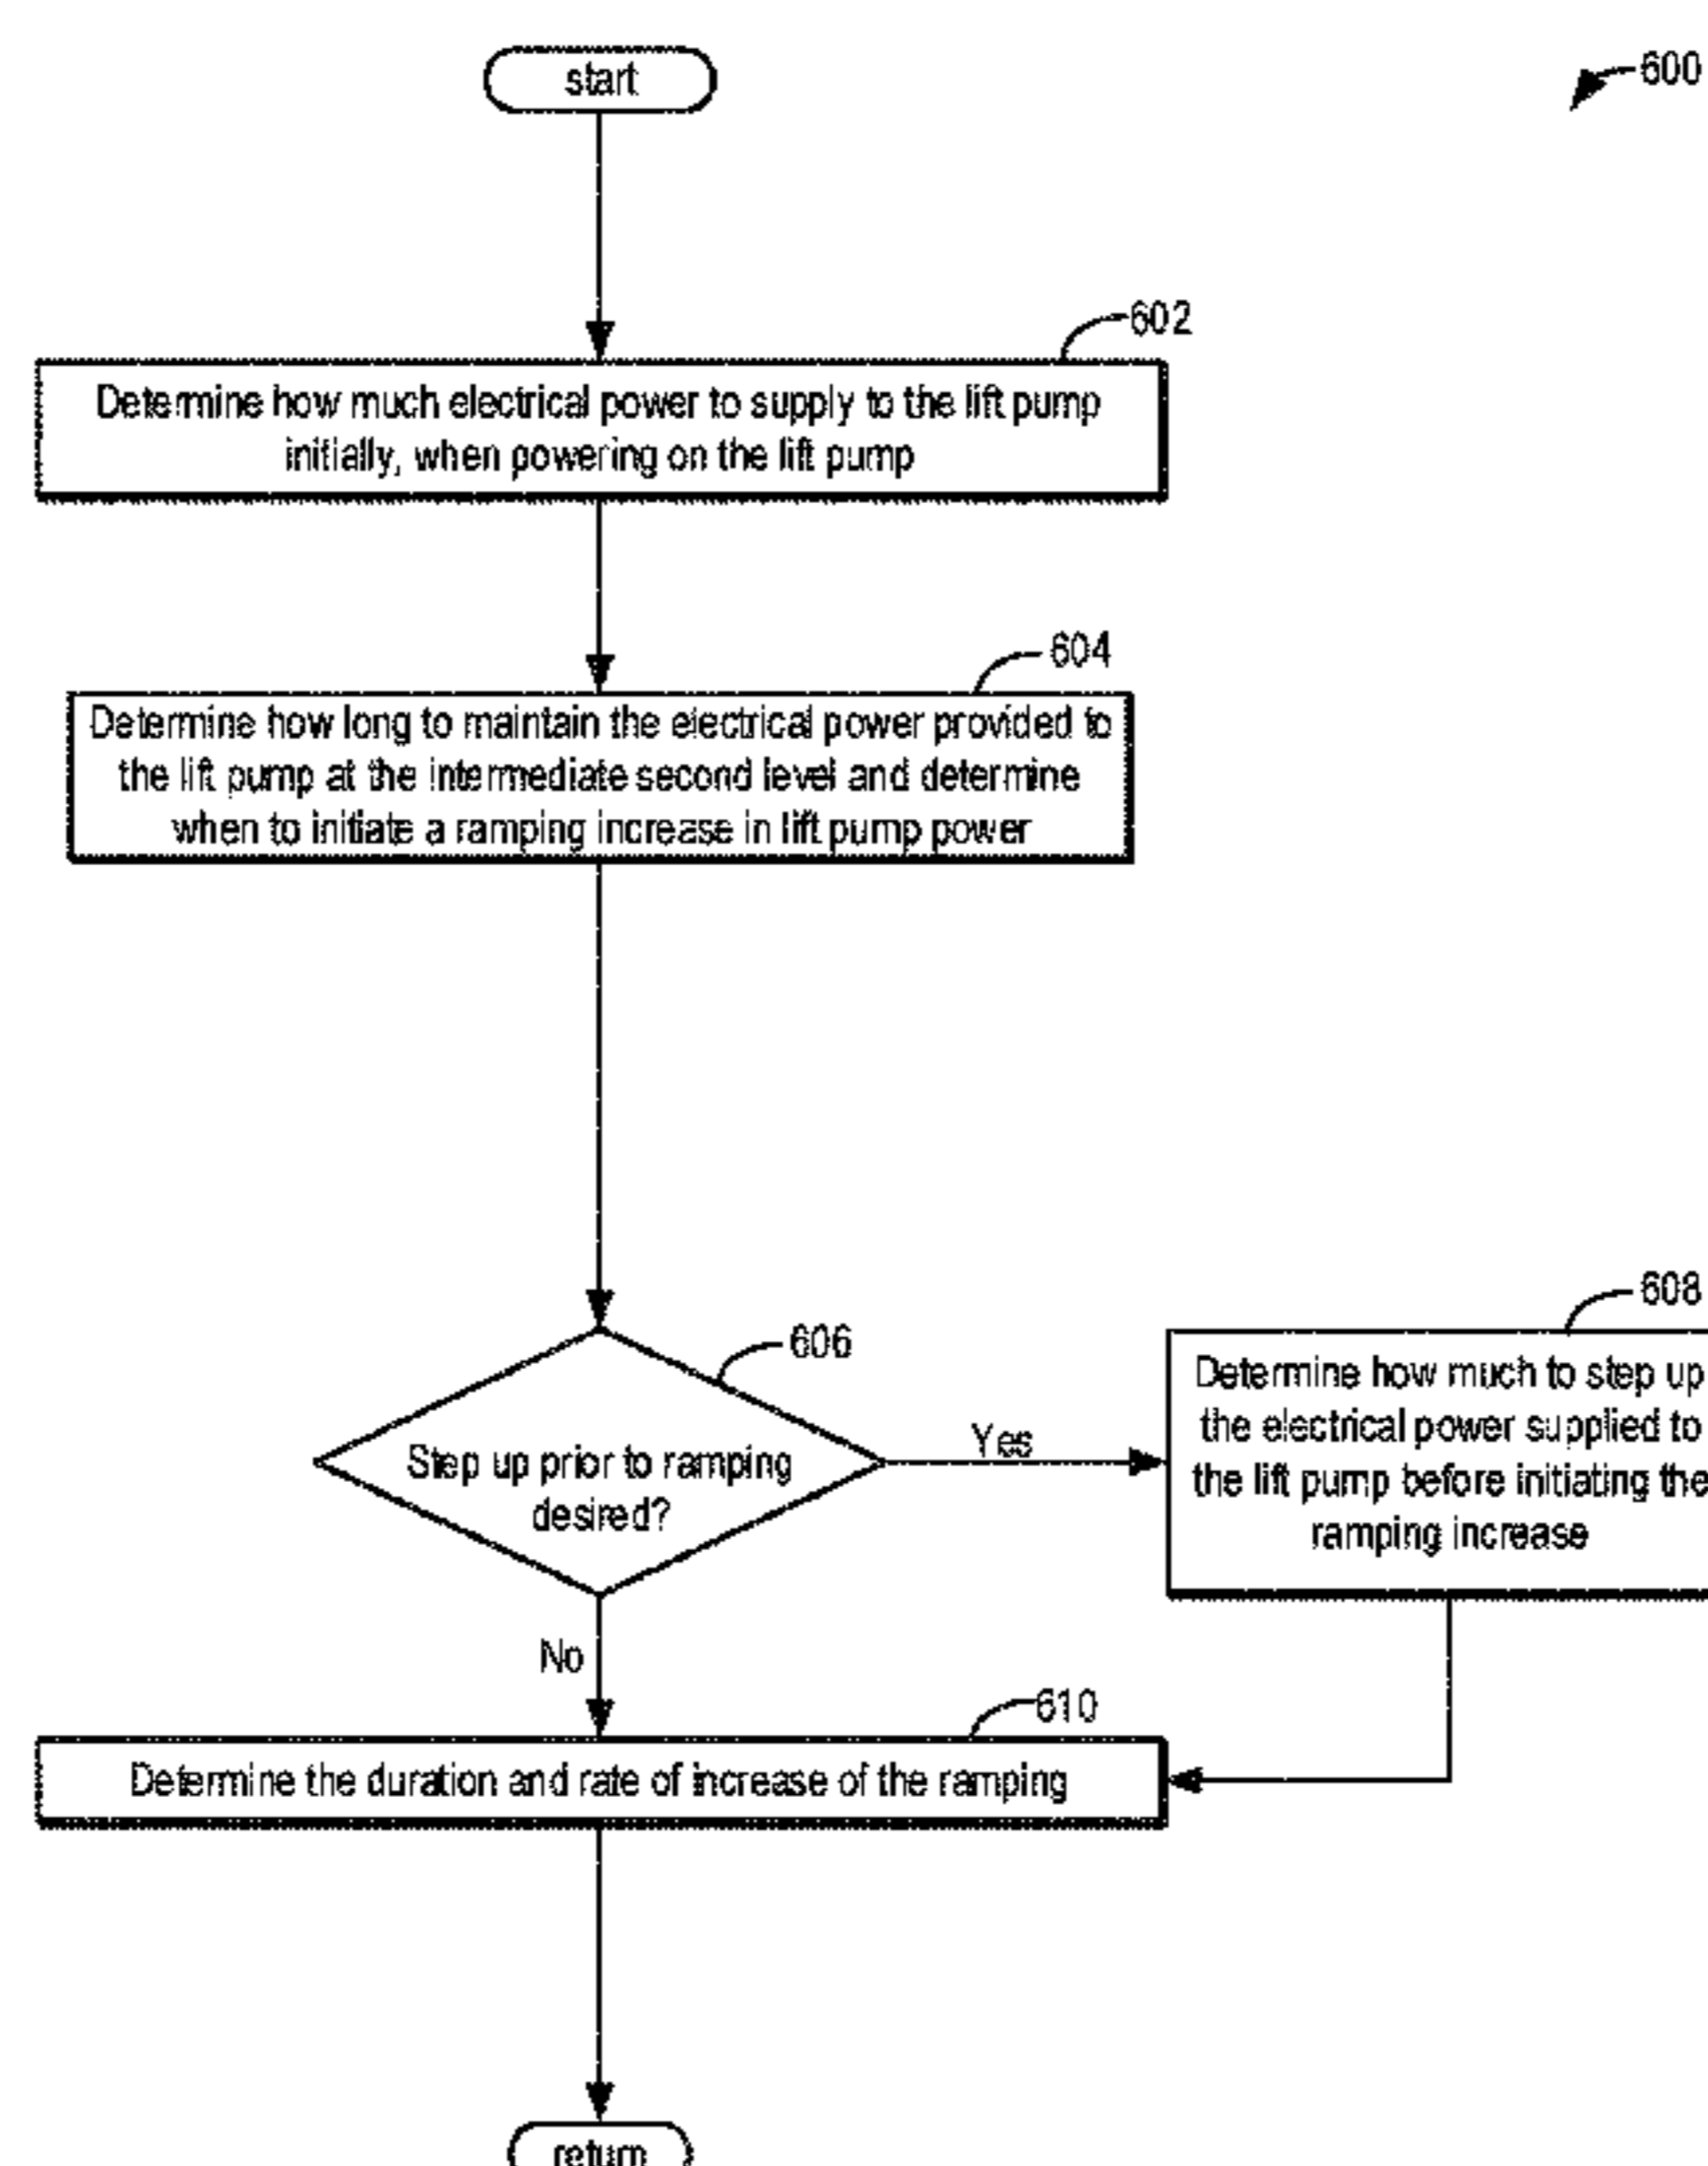 start
600
602
Determine how much electrical power to supply to the lift pump
initially, when powering on the lift pump
604
Determine how long to maintain the electrical power provided to
the lift pump at the intermediate second level and determine
when to initiate a ramping increase in lift pump power
606
Step up prior to ramping
desired?
Yes
608
Determine how much to step up
the electrical power supplied to
the lift pump before initiating the
ramping increase
No
610
Determine the duration and rate of increase of the ramping
return